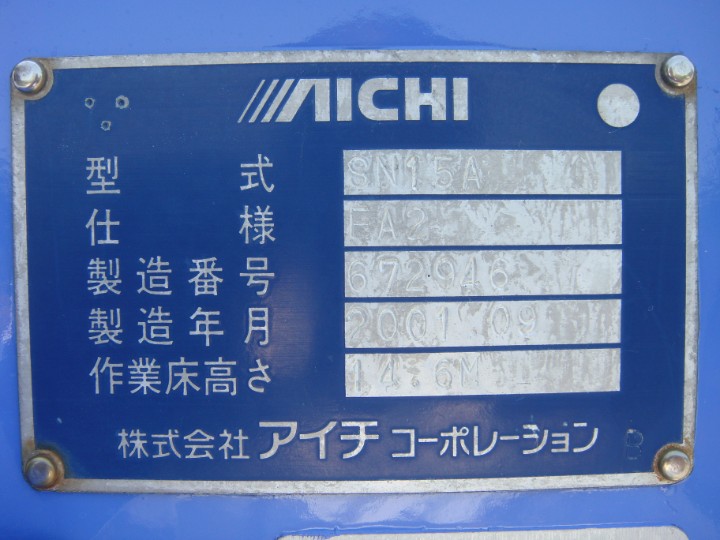 AICHI
型式 SN15A
仕様 FA2
製造番号 672946
製造年月 2001 09
作業床高さ 14.6M
株式会社 アイチ コーポレーション